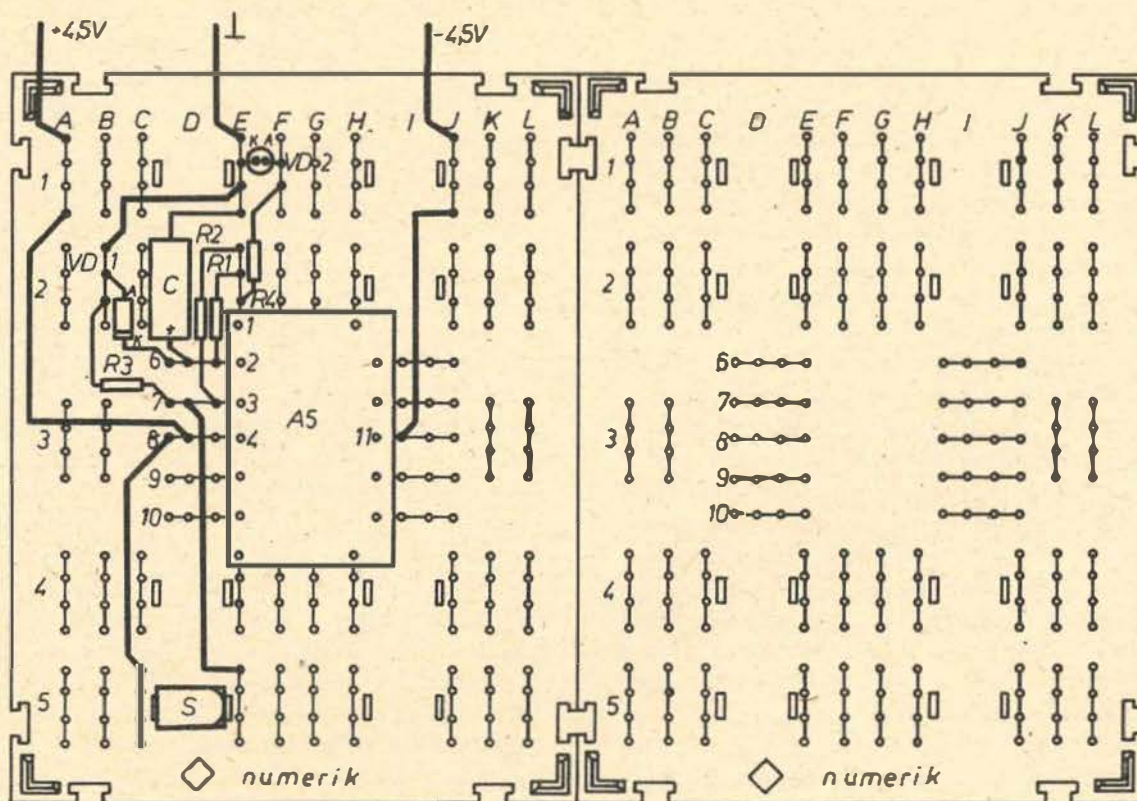 +4,5V ⊥ -4,5V
A B C D E F G H I J K L A B C D E F G H I J K L
K A
VD 2
1 1
R2
VD 1 R1
2 C A R4 2
+ K 1
R3 6 2 6
7 3 A5 7
3 8 4 11 3 8
9 9
10 10
4 4
5 S 5
numerik numerik